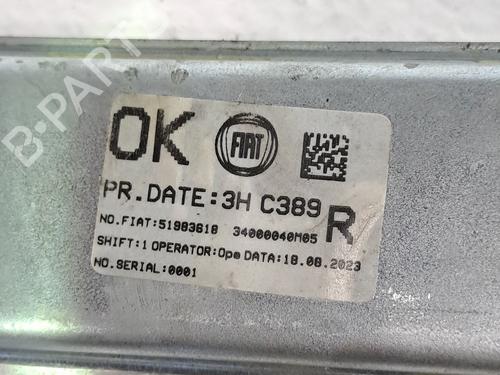 OK FIAT
PR.DATE:3H C389
R
NO.FIAT:51983618 34000040M05
SHIFT:1 OPERATOR:Ope DATA:18.08.2023
NO.SERIAL:0001
B-PARTS